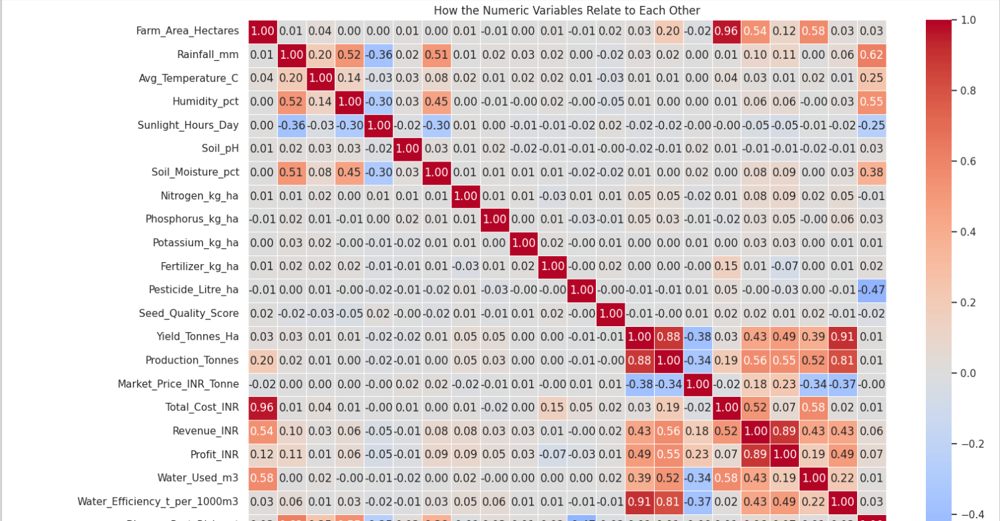 How the Numeric Variables Relate to Each Other
Farm_Area_Hectares 1.00 0.01 0.04 0.00 0.00 0.01 0.00 0.01 -0.01 0.00 0.01 -0.01 0.02 0.03 0.20 -0.02 0.96 0.54 0.12 0.58 0.03 0.03
Rainfall_mm 0.01 1.00 0.20 0.52 -0.36 0.02 0.51 0.01 0.02 0.03 0.02 0.00 -0.02 0.03 0.02 0.00 0.01 0.10 0.11 0.00 0.06 0.62
Avg_Temperature_C 0.04 0.20 1.00 0.14 -0.03 0.03 0.08 0.02 0.01 0.02 0.02 0.01 -0.03 0.01 0.01 0.00 0.04 0.03 0.01 0.02 0.01 0.25
Humidity_pct 0.00 0.52 0.14 1.00 -0.30 0.03 0.45 0.00 -0.01 -0.00 0.02 -0.00 -0.05 0.01 0.00 0.00 0.01 0.06 0.06 -0.00 0.03 0.55
Sunlight_Hours_Day 0.00 -0.36 -0.03 -0.30 1.00 -0.02 -0.30 0.01 0.00 -0.01 -0.01 -0.02 0.02 -0.02 -0.02 -0.00 -0.00 -0.05 -0.05 -0.01 -0.02 -0.25
Soil_pH 0.01 0.02 0.03 0.03 -0.02 1.00 0.03 0.01 0.02 -0.02 -0.01 -0.01 -0.00 -0.02 -0.01 0.02 0.01 -0.01 -0.01 -0.02 -0.01 0.03
Soil_Moisture_pct 0.00 0.51 0.08 0.45 -0.30 0.03 1.00 0.01 0.01 0.01 0.01 -0.02 -0.02 0.01 0.00 0.02 0.00 0.08 0.09 0.00 0.03 0.38
Nitrogen_kg_ha 0.01 0.01 0.02 0.00 0.01 0.01 0.01 1.00 0.01 0.01 -0.03 0.01 0.01 0.05 0.05 -0.02 0.01 0.08 0.09 0.02 0.05 -0.01
Phosphorus_kg_ha -0.01 0.02 0.01 -0.01 0.00 0.02 0.01 0.01 1.00 0.00 0.01 -0.03 -0.01 0.05 0.03 -0.01 -0.02 0.03 0.05 -0.00 0.06 0.03
Potassium_kg_ha 0.00 0.03 0.02 -0.00 -0.01 -0.02 0.01 0.01 0.00 1.00 0.02 -0.00 0.01 0.00 0.00 0.01 0.00 0.03 0.03 0.00 0.01 0.01
Fertilizer_kg_ha 0.01 0.02 0.02 0.02 -0.01 -0.01 0.01 -0.03 0.01 0.02 1.00 -0.00 0.02 0.00 0.00 -0.00 0.15 0.01 -0.07 0.00 0.01 0.02
Pesticide_Litre_ha -0.01 0.00 0.01 -0.00 -0.02 -0.01 -0.02 0.01 -0.03 -0.00 -0.00 1.00 -0.00 -0.01 -0.01 0.01 0.05 -0.00 -0.03 0.00 -0.01 -0.47
Seed_Quality_Score 0.02 -0.02 -0.03 -0.05 0.02 -0.00 -0.02 0.01 -0.01 0.01 0.02 -0.00 1.00 -0.01 -0.00 0.01 0.02 0.02 0.01 0.02 -0.01 -0.02
Yield_Tonnes_Ha 0.03 0.03 0.01 0.01 -0.02 -0.02 0.01 0.05 0.05 0.00 0.00 -0.01 -0.01 1.00 0.88 -0.38 0.03 0.43 0.49 0.39 0.91 0.01
Production_Tonnes 0.20 0.02 0.01 0.00 -0.02 -0.01 0.00 0.05 0.03 0.00 0.00 -0.01 -0.00 0.88 1.00 -0.34 0.19 0.56 0.55 0.52 0.81 0.01
Market_Price_INR_Tonne -0.02 0.00 0.00 0.00 -0.00 0.02 0.02 -0.02 -0.01 0.01 -0.00 0.01 0.01 -0.38 -0.34 1.00 -0.02 0.18 0.23 -0.34 -0.37 -0.00
Total_Cost_INR 0.96 0.01 0.04 0.01 -0.00 0.01 0.00 0.01 -0.02 0.00 0.15 0.05 0.02 0.03 0.19 -0.02 1.00 0.52 0.07 0.58 0.02 0.01
Revenue_INR 0.54 0.10 0.03 0.06 -0.05 -0.01 0.08 0.08 0.03 0.03 0.01 -0.00 0.02 0.43 0.56 0.18 0.52 1.00 0.89 0.43 0.43 0.06
Profit_INR 0.12 0.11 0.01 0.06 -0.05 -0.01 0.09 0.09 0.05 0.03 -0.07 -0.03 0.01 0.49 0.55 0.23 0.07 0.89 1.00 0.19 0.49 0.07
Water_Used_m3 0.58 0.00 0.02 -0.00 -0.01 -0.02 0.00 0.02 -0.00 0.00 0.00 0.00 0.02 0.39 0.52 -0.34 0.58 0.43 0.19 1.00 0.22 0.01
Water_Efficiency_t_per_1000m3 0.03 0.06 0.01 0.03 -0.02 -0.01 0.03 0.05 0.06 0.01 0.01 -0.01 -0.01 0.91 0.81 -0.37 0.02 0.43 0.49 0.22 1.00 0.03
1.0
0.8
0.6
0.4
0.2
0.0
−0.2
−0.4